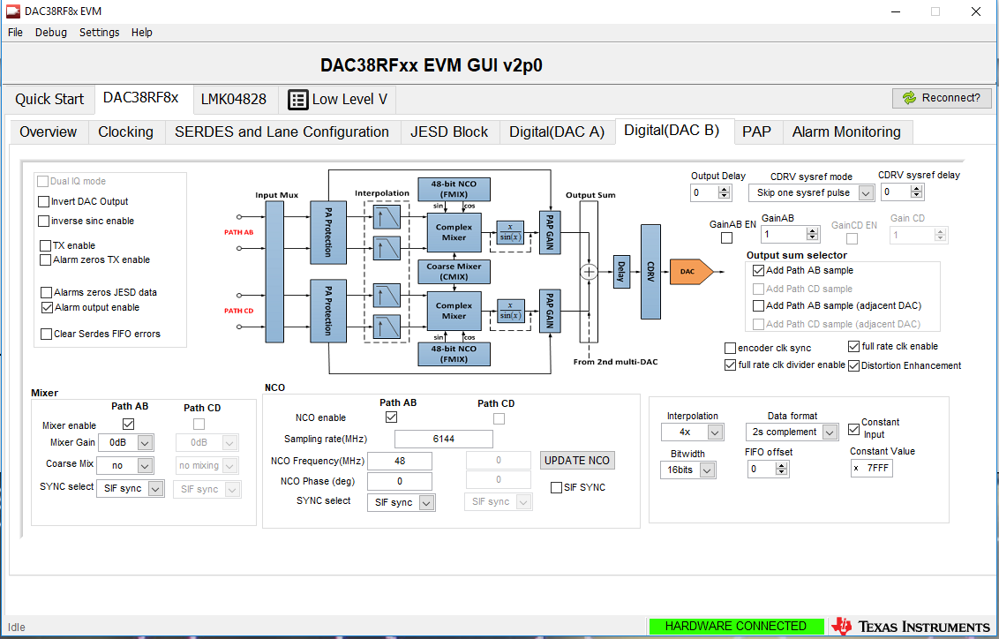 DAC38RF8x EVM
File Debug Settings Help
DAC38RFxx EVM GUI v2p0
Quick Start DAC38RF8x LMK04828 Low Level V Reconnect?
Overview Clocking SERDES and Lane Configuration JESD Block Digital(DAC A) Digital(DAC B) PAP Alarm Monitoring
Dual IQ mode
Invert DAC Output
inverse sinc enable
TX enable
Alarm zeros TX enable
Alarms zeros JESD data
Alarm output enable
Clear Serdes FIFO errors
Input Mux
Interpolation
48-bit NCO
(FMIX)
sin cos
Output Sum
PATH AB
PA Protection
Complex
Mixer
x
sin(x)
PAP GAIN
Coarse Mixer
(CMIX)
Delay
CDRV
DAC
PATH CD
PA Protection
Complex
Mixer
x
sin(x)
PAP GAIN
sin cos
48-bit NCO
(FMIX)
From 2nd multi-DAC
Output Delay CDRV sysref mode CDRV sysref delay
0 Skip one sysref pulse 0
GainAB EN GainAB GainCD EN Gain CD
1 1
Output sum selector
Add Path AB sample
Add Path CD sample
Add Path AB sample (adjacent DAC)
Add Path CD sample (adjacent DAC)
encoder clk sync full rate clk enable
full rate clk divider enable Distortion Enhancement
Mixer
Path AB Path CD
Mixer enable
Mixer Gain 0dB 0dB
Coarse Mix no no mixing
SYNC select SIF sync SIF sync
NCO
Path AB Path CD
NCO enable
Sampling rate(MHz) 6144
NCO Frequency(MHz) 48 0 UPDATE NCO
NCO Phase (deg) 0 0 SIF SYNC
SYNC select SIF sync SIF sync
Interpolation Data format Constant
Input
4x 2s complement
Bitwidth FIFO offset Constant Value
16bits 0 x 7FFF
Idle HARDWARE CONNECTED TEXAS INSTRUMENTS